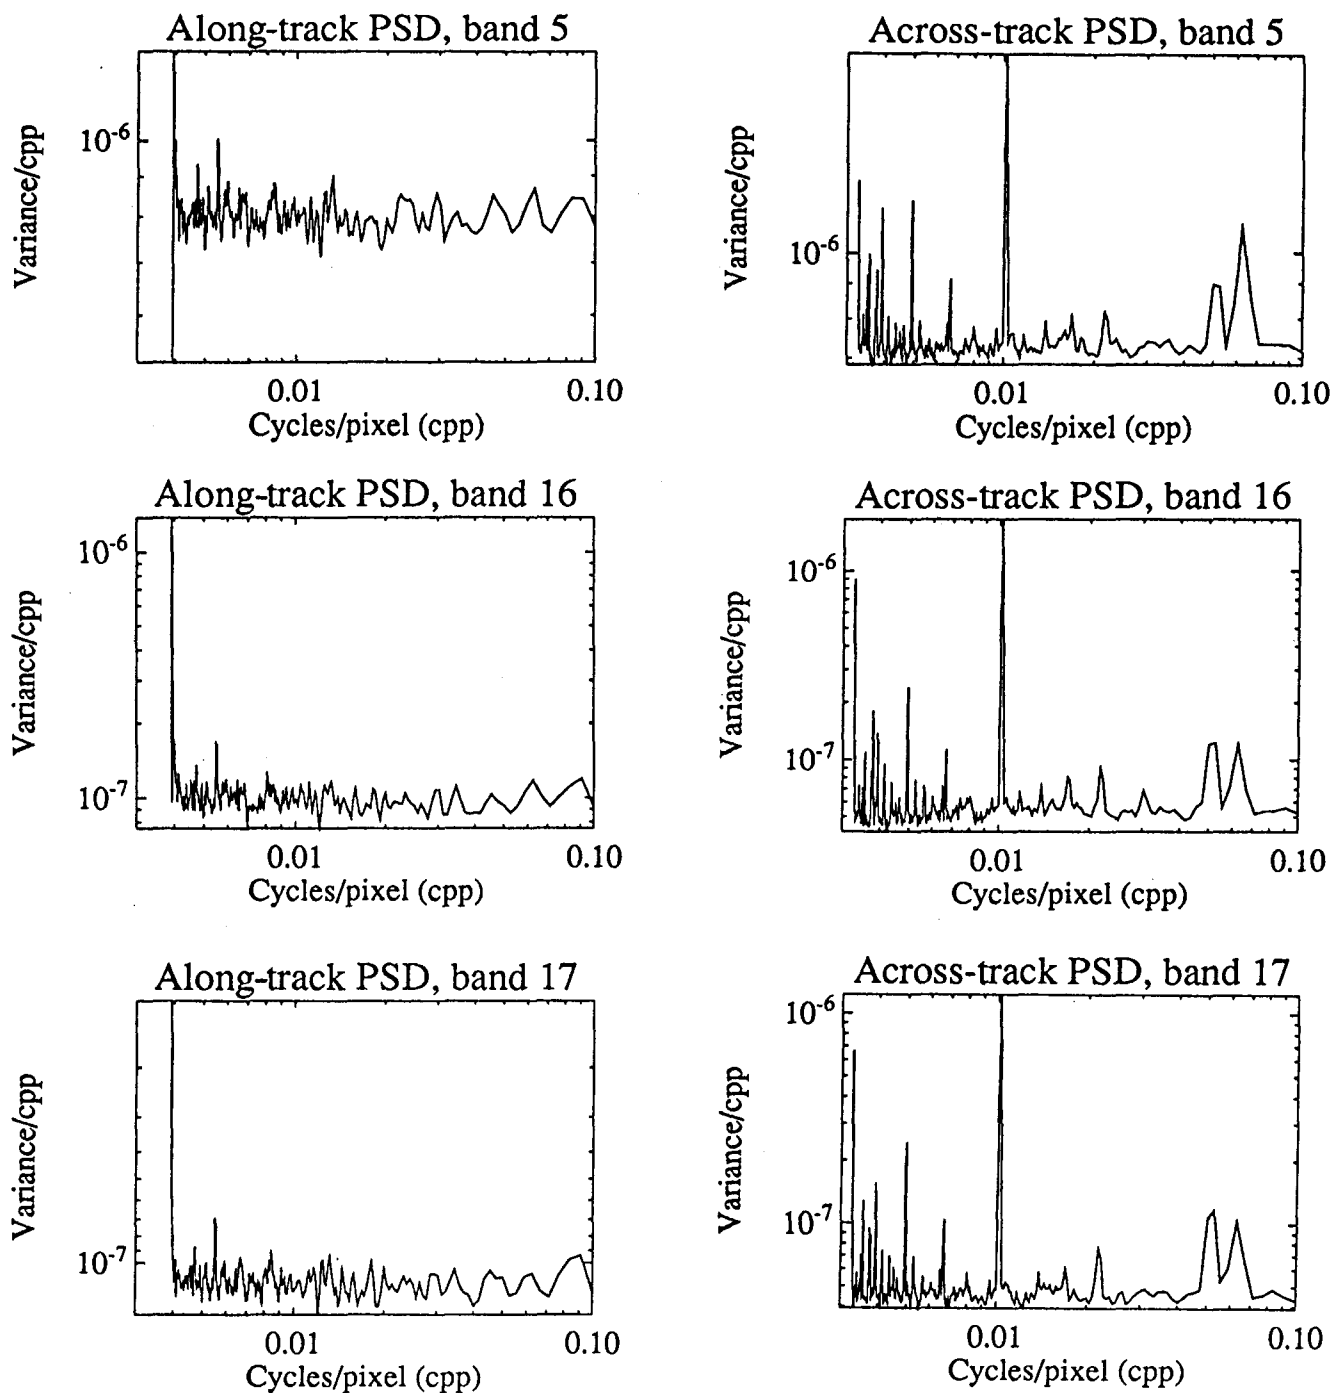 Along-track PSD, band 5
Variance/cpp
10-6
0.01 0.10
Cycles/pixel (cpp)
Across-track PSD, band 5
Variance/cpp
10-6
0.01 0.10
Cycles/pixel (cpp)
Along-track PSD, band 16
Variance/cpp
10-6
10-7
0.01 0.10
Cycles/pixel (cpp)
Across-track PSD, band 16
Variance/cpp
10-6
10-7
0.01 0.10
Cycles/pixel (cpp)
Along-track PSD, band 17
Variance/cpp
10-7
0.01 0.10
Cycles/pixel (cpp)
Across-track PSD, band 17
Variance/cpp
10-6
10-7
0.01 0.10
Cycles/pixel (cpp)